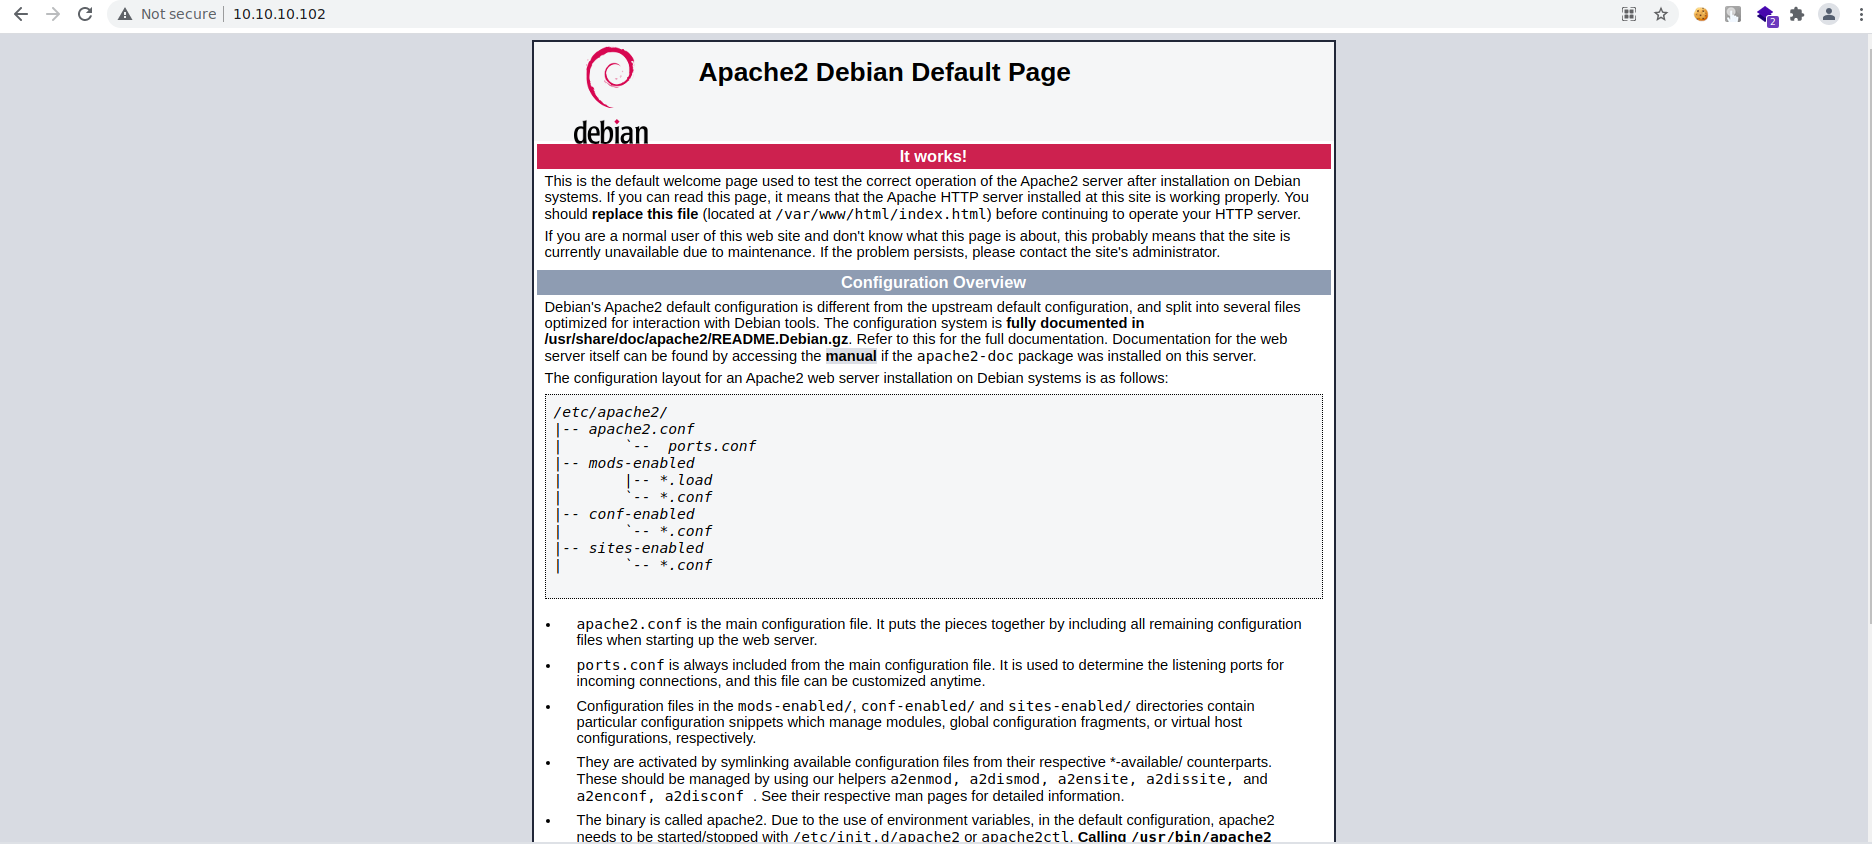 Not secure | 10.10.10.102
2
Apache2 Debian Default Page
debian
It works!
This is the default welcome page used to test the correct operation of the Apache2 server after installation on Debian
systems. If you can read this page, it means that the Apache HTTP server installed at this site is working properly. You
should replace this file (located at /var/www/html/index.html) before continuing to operate your HTTP server.
If you are a normal user of this web site and don't know what this page is about, this probably means that the site is
currently unavailable due to maintenance. If the problem persists, please contact the site's administrator.
Configuration Overview
Debian's Apache2 default configuration is different from the upstream default configuration, and split into several files
optimized for interaction with Debian tools. The configuration system is fully documented in
/usr/share/doc/apache2/README.Debian.gz. Refer to this for the full documentation. Documentation for the web
server itself can be found by accessing the manual if the apache2-doc package was installed on this server.
The configuration layout for an Apache2 web server installation on Debian systems is as follows:
/etc/apache2/
|-- apache2.conf
|       `--  ports.conf
|-- mods-enabled
|       |-- *.load
|       `-- *.conf
|-- conf-enabled
|       `-- *.conf
|-- sites-enabled
|       `-- *.conf
• apache2.conf is the main configuration file. It puts the pieces together by including all remaining configuration
files when starting up the web server.
• ports.conf is always included from the main configuration file. It is used to determine the listening ports for
incoming connections, and this file can be customized anytime.
• Configuration files in the mods-enabled/, conf-enabled/ and sites-enabled/ directories contain
particular configuration snippets which manage modules, global configuration fragments, or virtual host
configurations, respectively.
• They are activated by symlinking available configuration files from their respective *-available/ counterparts.
These should be managed by using our helpers a2enmod, a2dismod, a2ensite, a2dissite, and
a2enconf, a2disconf . See their respective man pages for detailed information.
• The binary is called apache2. Due to the use of environment variables, in the default configuration, apache2
needs to be started/stopped with /etc/init.d/apache2 or apache2ctl. Calling /usr/bin/apache2